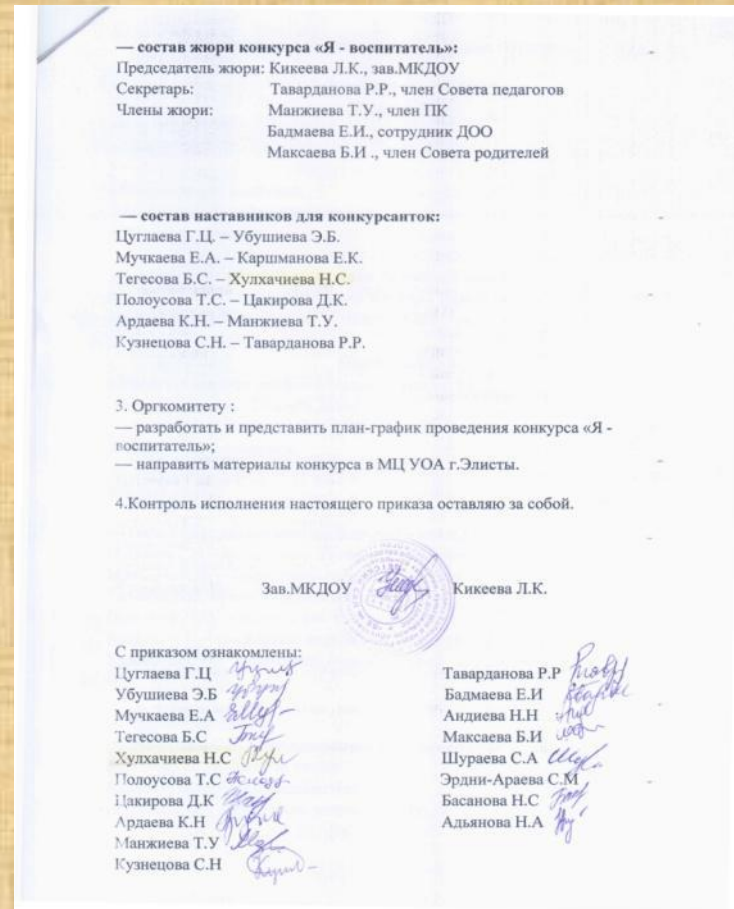 — состав жюри конкурса «Я - воспитатель»:
Председатель жюри: Кикеева Л.К., зав.МКДОУ
Секретарь: Таварданова Р.Р., член Совета педагогов
Члены жюри: Манжиева Т.У., член ПК
Бадмаева Е.И., сотрудник ДОО
Максаева Б.И ., член Совета родителей
— состав наставников для конкурсанток:
Цуглаева Г.Ц. – Убушиева Э.Б.
Мучкаева Е.А. – Каршманова Е.К.
Тегесова Б.С. – Хулхачиева Н.С.
Полоусова Т.С. – Цакирова Д.К.
Ардаева К.Н. – Манжиева Т.У.
Кузнецова С.Н. – Таварданова Р.Р.
3. Оргкомитету :
— разработать и представить план-график проведения конкурса «Я -
воспитатель»;
— направить материалы конкурса в МЦ УОА г.Элисты.
4.Контроль исполнения настоящего приказа оставляю за собой.
Зав.МКДОУ Кикеева Л.К.
С приказом ознакомлены:
Цуглаева Г.Ц
Убушиева Э.Б
Мучкаева Е.А
Тегесова Б.С
Хулхачиева Н.С
Полоусова Т.С
Цакирова Д.К
Ардаева К.Н
Манжиева Т.У
Кузнецова С.Н
Таварданова Р.Р
Бадмаева Е.И
Андиева Н.Н
Максаева Б.И
Шураева С.А
Эрдни-Араева С.М
Басанова Н.С
Адьянова Н.А